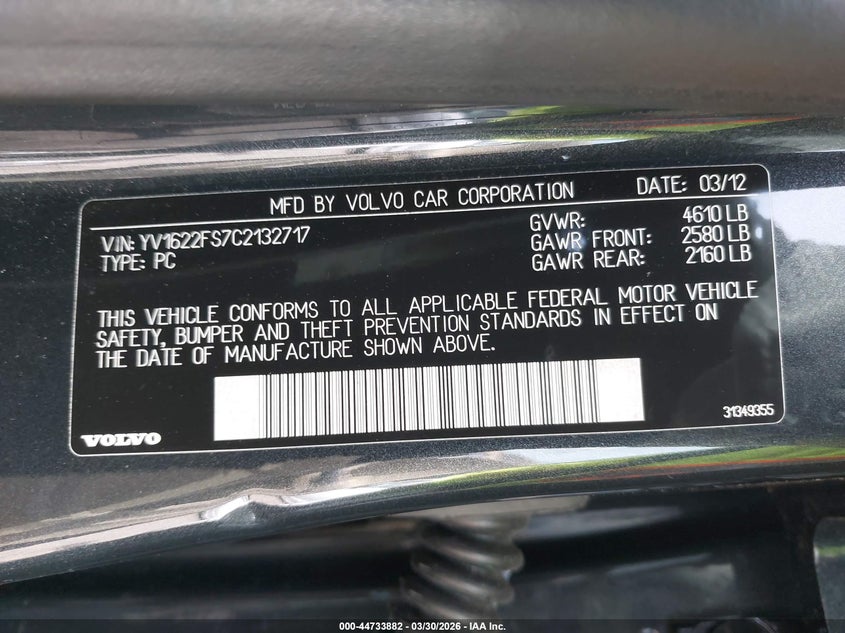 MFD BY VOLVO CAR CORPORATION DATE: 03/12
VIN: YV1622FS7C2132717 GVWR: 4610 LB
TYPE: PC GAWR FRONT: 2580 LB
GAWR REAR: 2160 LB
THIS VEHICLE CONFORMS TO ALL APPLICABLE FEDERAL MOTOR VEHICLE
SAFETY, BUMPER AND THEFT PREVENTION STANDARDS IN EFFECT ON
THE DATE OF MANUFACTURE SHOWN ABOVE.
VOLVO 31349355
000-44733882 — 03/30/2026 — IAA Inc.